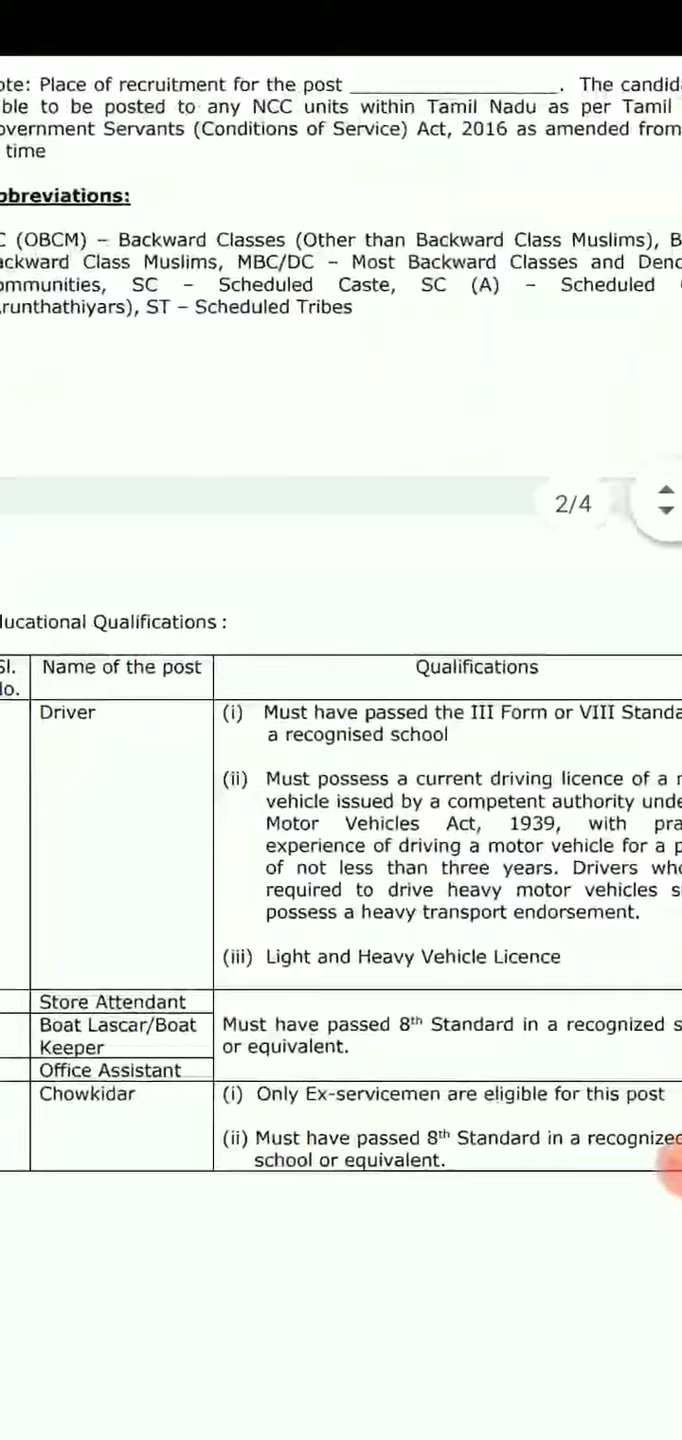 ote: Place of recruitment for the post ___________________. The candida
ble to be posted to any NCC units within Tamil Nadu as per Tamil
overnment Servants (Conditions of Service) Act, 2016 as amended from
time
bbreviations:
C (OBCM) – Backward Classes (Other than Backward Class Muslims), B
ackward Class Muslims, MBC/DC – Most Backward Classes and Deno
ommunities, SC – Scheduled Caste, SC (A) – Scheduled
runthathiyars), ST – Scheduled Tribes
2/4
ducational Qualifications :
Sl. Name of the post Qualifications
No.
Driver (i) Must have passed the III Form or VIII Standa
a recognised school
(ii) Must possess a current driving licence of a m
vehicle issued by a competent authority unde
Motor Vehicles Act, 1939, with pra
experience of driving a motor vehicle for a p
of not less than three years. Drivers who
required to drive heavy motor vehicles s
possess a heavy transport endorsement.
(iii) Light and Heavy Vehicle Licence
Store Attendant
Boat Lascar/Boat Must have passed 8th Standard in a recognized s
Keeper or equivalent.
Office Assistant
Chowkidar (i) Only Ex-servicemen are eligible for this post
(ii) Must have passed 8th Standard in a recognized
school or equivalent.